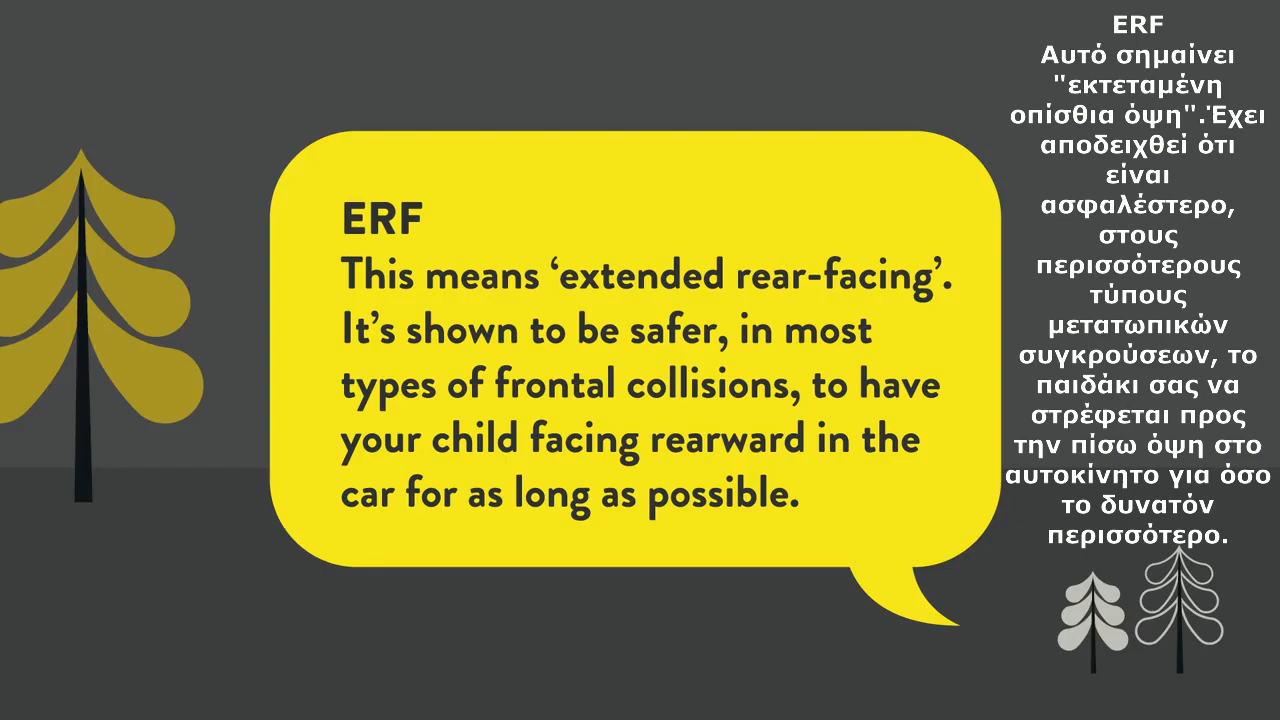 ERF
This means ‘extended rear-facing’.
It’s shown to be safer, in most
types of frontal collisions, to have
your child facing rearward in the
car for as long as possible.
ERF
Αυτό σημαίνει
"εκτεταμένη
οπίσθια όψη".Έχει
αποδειχθεί ότι
είναι
ασφαλέστερο,
στους
περισσότερους
τύπους
μετατωπικών
συγκρούσεων, το
παιδάκι σας να
στρέφεται προς
την πίσω όψη στο
αυτοκίνητο για όσο
το δυνατόν
περισσότερο.